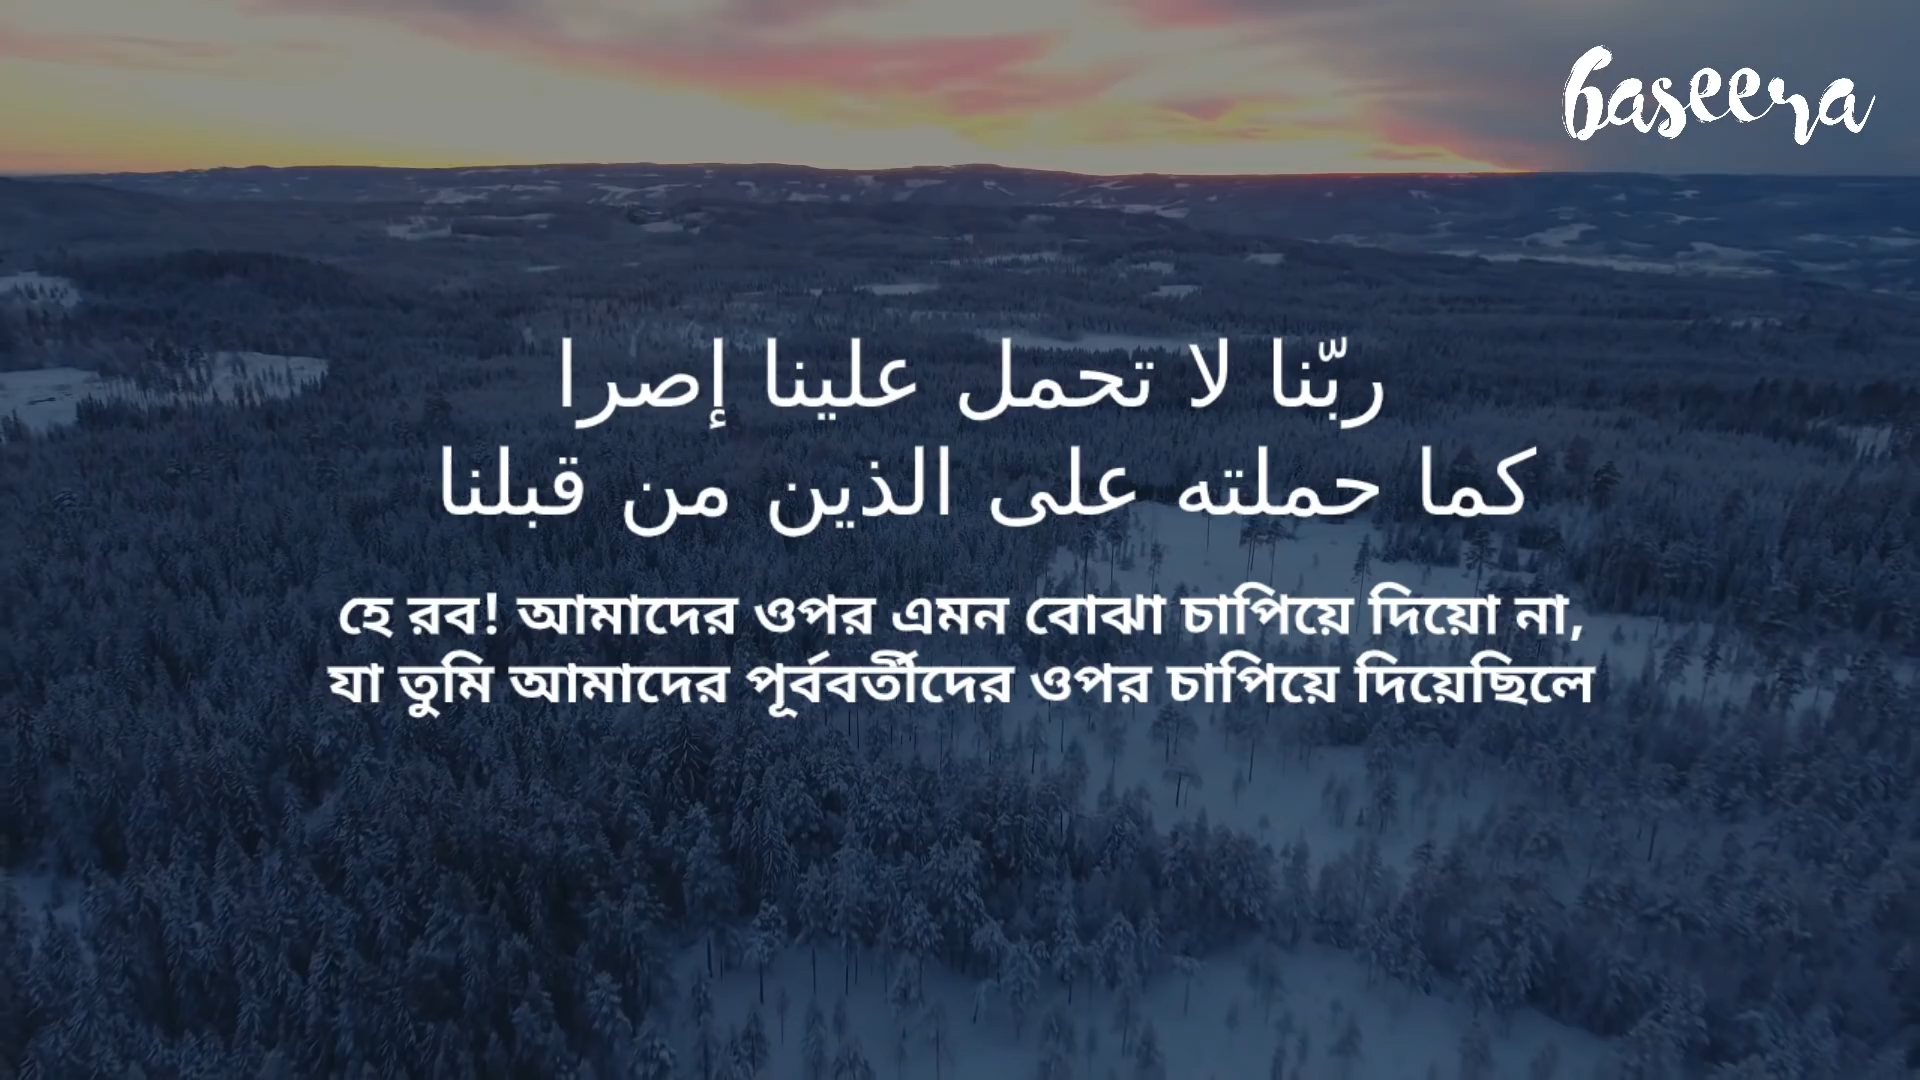 baseera
ربّنا لا تحمل علينا إصرا
كما حملته على الذين من قبلنا
হে রব! আমাদের ওপর এমন বোঝা চাপিয়ে দিয়ো না,
যা তুমি আমাদের পূর্ববর্তীদের ওপর চাপিয়ে দিয়েছিলে